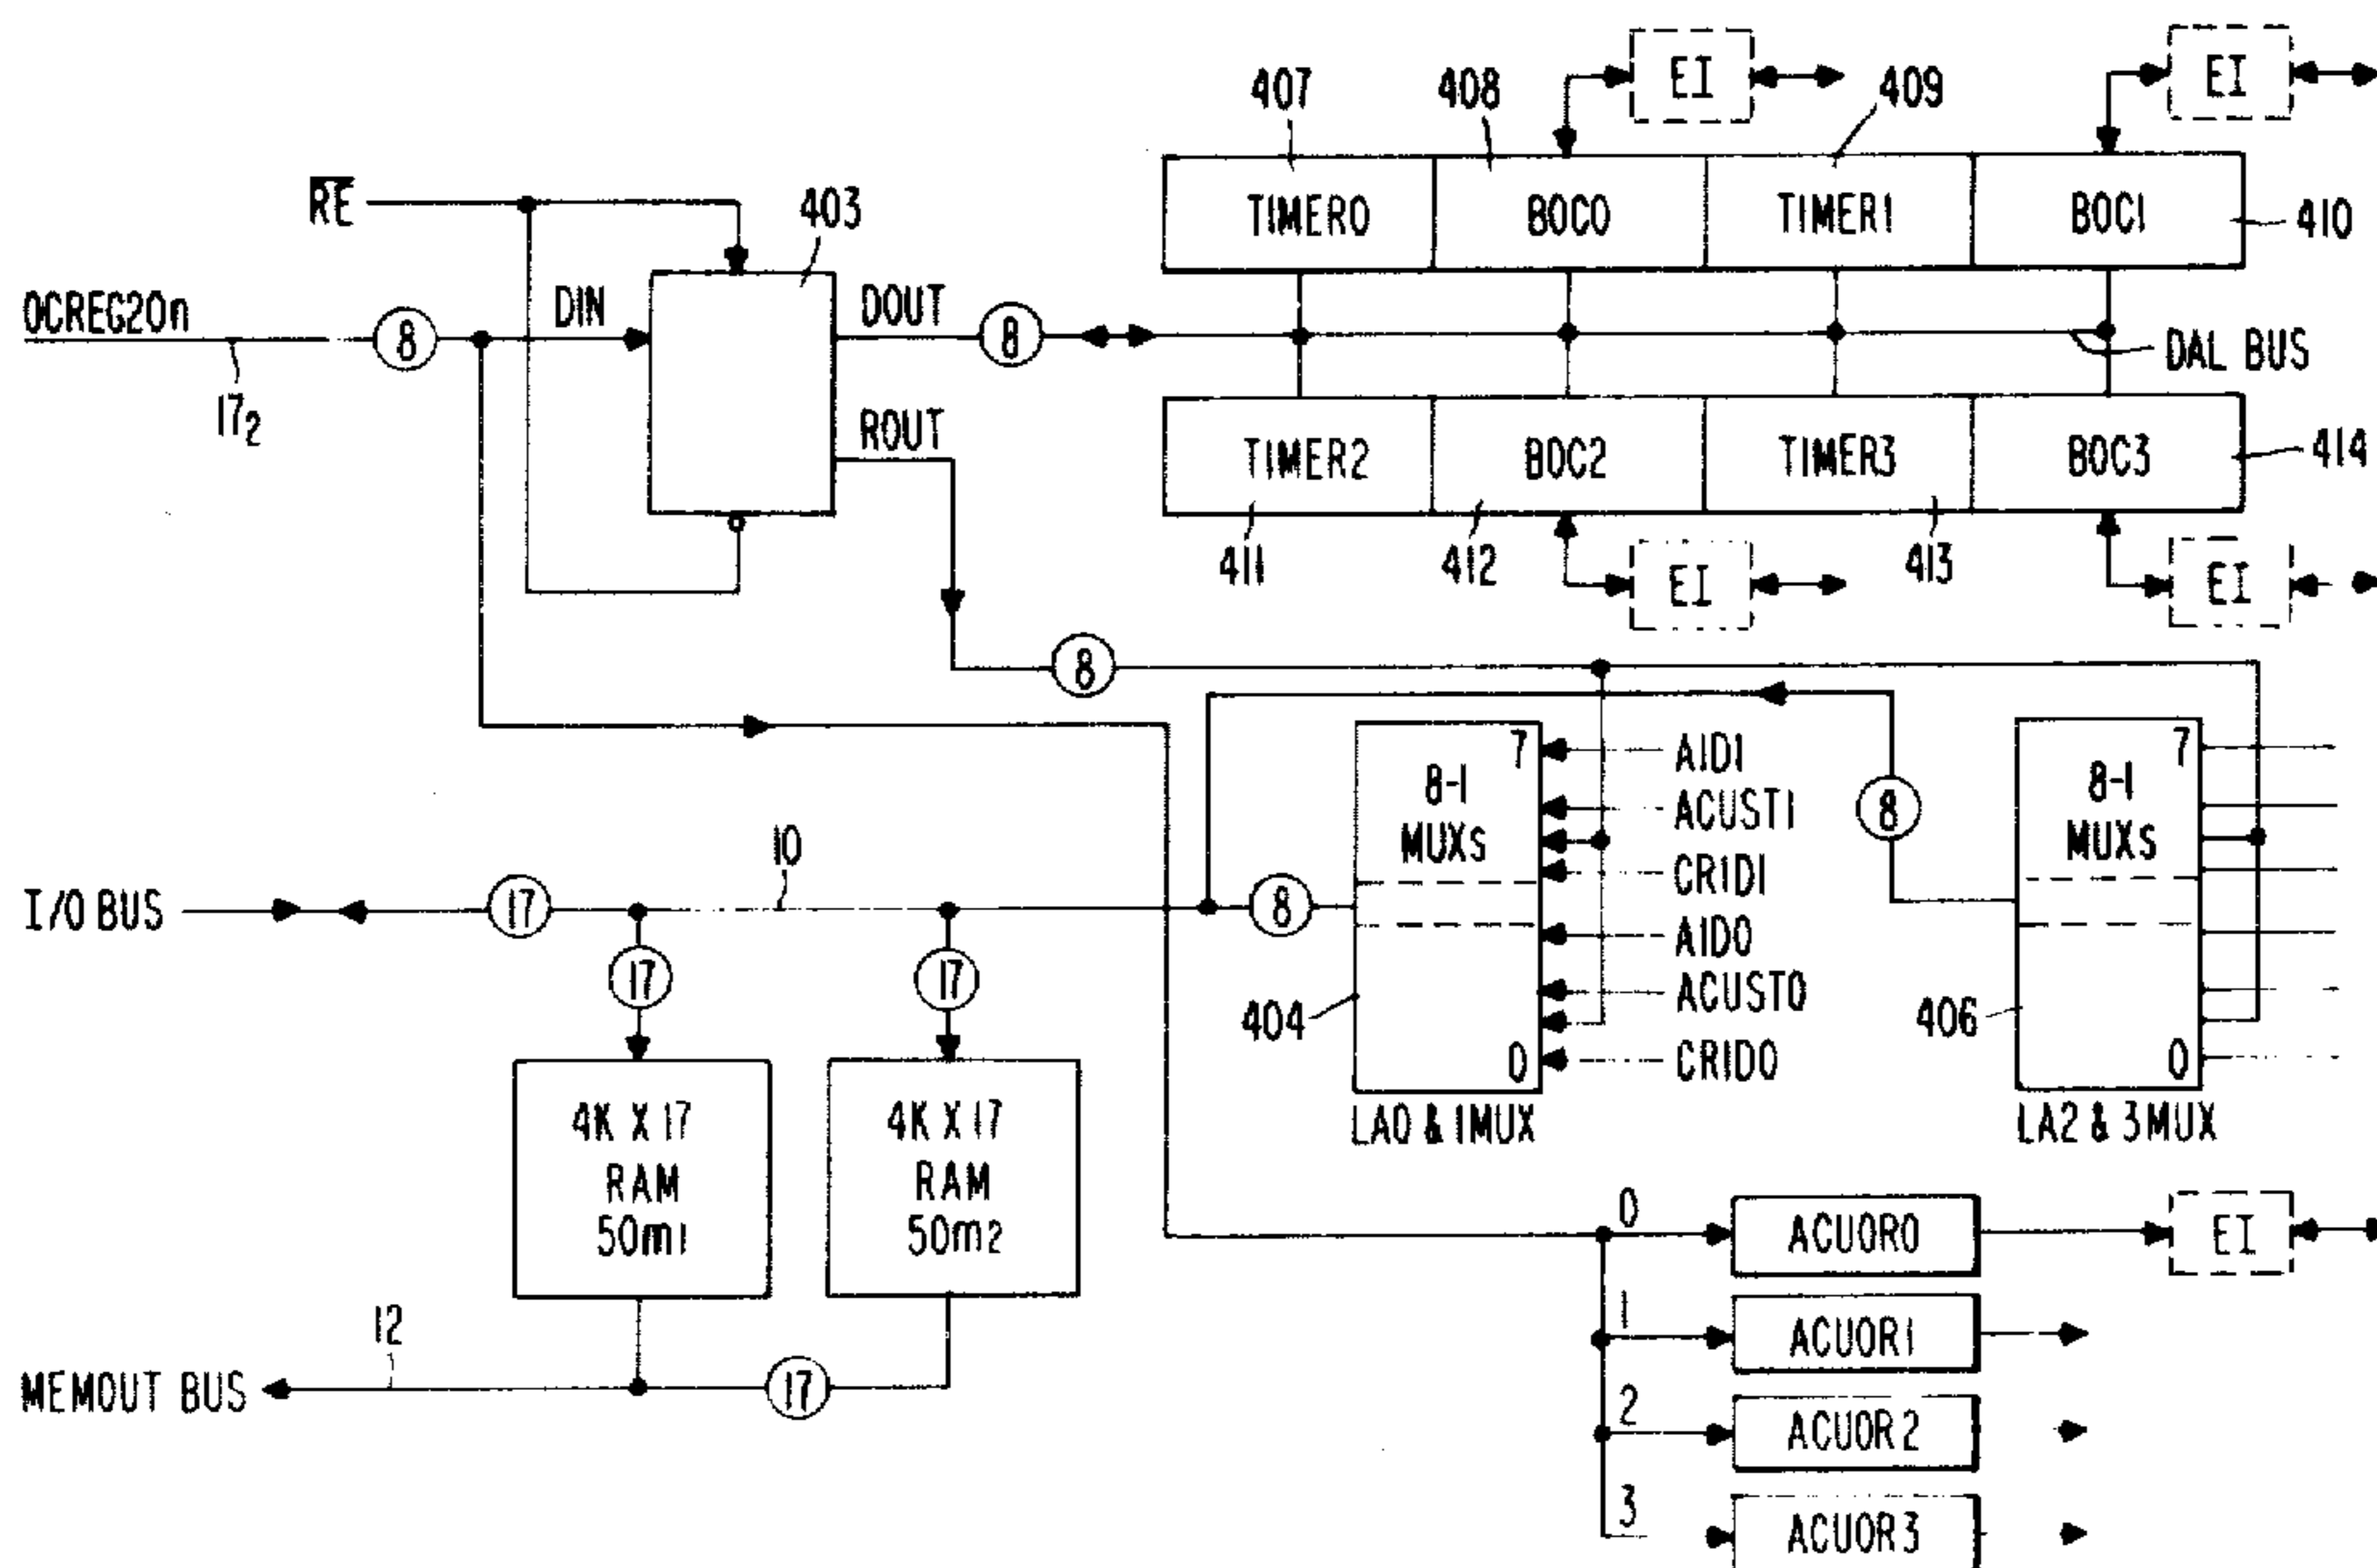 EI
EI
407
408
409
TIMER0
BOC0
TIMER1
BOC1
410
RE
403
OCREG20n
8
DIN
DOUT
8
DAL BUS
17₂
ROUT
TIMER2
BOC2
TIMER3
BOC3
414
411
412
EI
413
EI
8
7
8-1
MUXs
AID1
ACUST1
CRID1
AID0
ACUST0
CRID0
0
404
LA0 & 1MUX
8
7
8-1
MUXs
0
406
LA2 & 3MUX
I/O BUS
17
10
8
17
17
4K X 17
RAM
50m1
4K X 17
RAM
50m2
12
MEMOUT BUS
17
0
ACUOR0
EI
1
ACUOR1
2
ACUOR2
3
ACUOR3